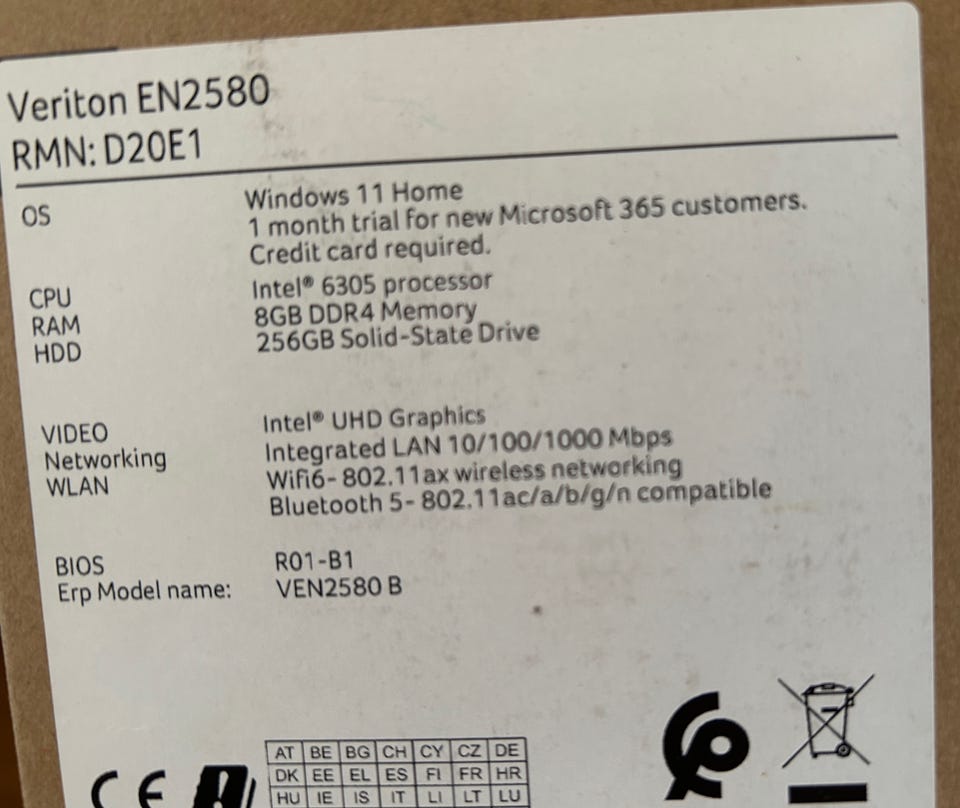 Veriton EN2580
RMN: D20E1
OS Windows 11 Home
1 month trial for new Microsoft 365 customers.
Credit card required.
CPU Intel® 6305 processor
RAM 8GB DDR4 Memory
HDD 256GB Solid-State Drive
VIDEO Intel® UHD Graphics
Networking Integrated LAN 10/100/1000 Mbps
WLAN Wifi6- 802.11ax wireless networking
Bluetooth 5- 802.11ac/a/b/g/n compatible
BIOS R01-B1
Erp Model name: VEN2580 B
AT BE BG CH CY CZ DE
DK EE EL ES FI FR HR
CE HU IE IS IT LI LT LU